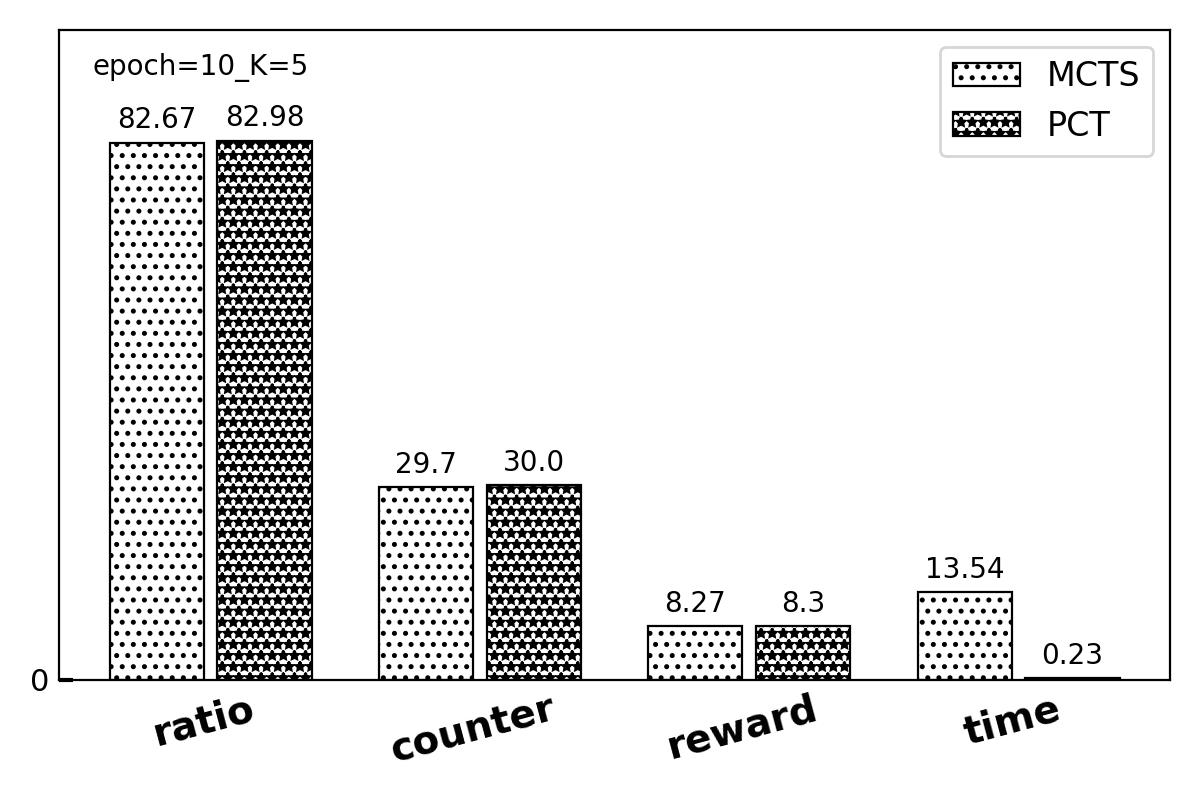 epoch=10_K=5
MCTS
PCT
82.67
82.98
29.7
30.0
8.27
8.3
13.54
0.23
0
ratio
counter
reward
time